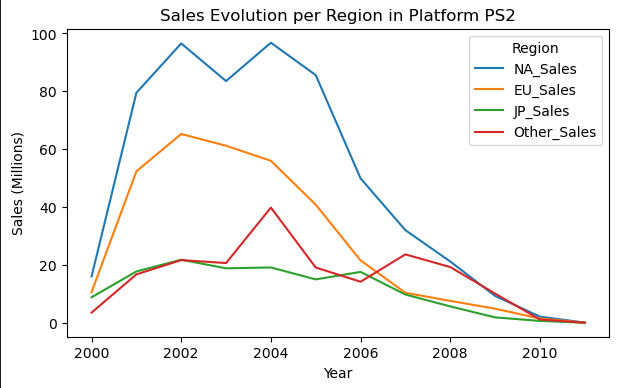 Sales Evolution per Region in Platform PS2
100
80
60
40
20
0
Sales (Millions)
Region
NA_Sales
EU_Sales
JP_Sales
Other_Sales
2000
2002
2004
2006
2008
2010
Year